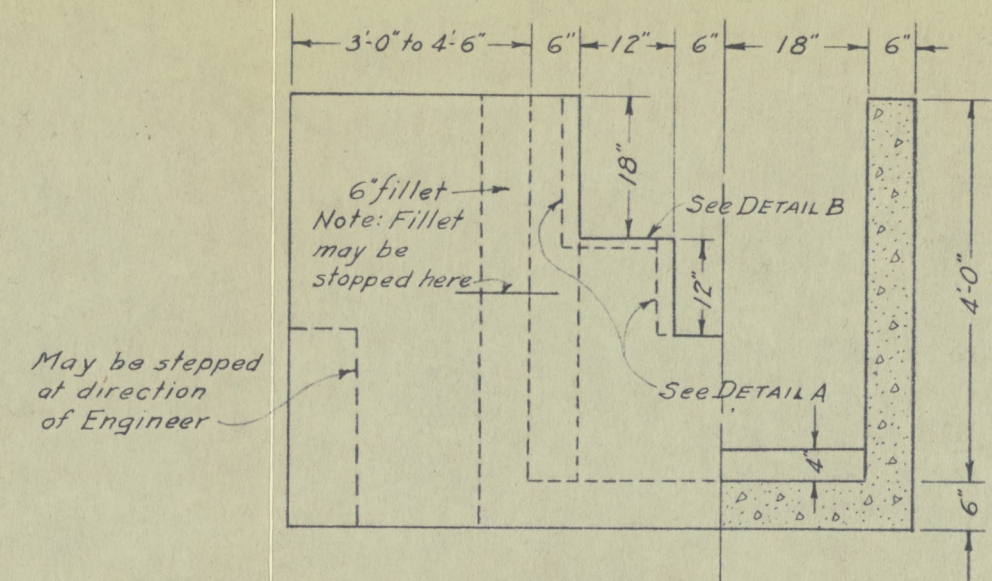 3'-0" to 4'-6" 6" 12" 6" 18" 6"
18"
6" fillet
Note: Fillet
may be
stopped here
See DETAIL B
12"
4'-0"
May be stepped
at direction
of Engineer
See DETAIL A
4"
6"